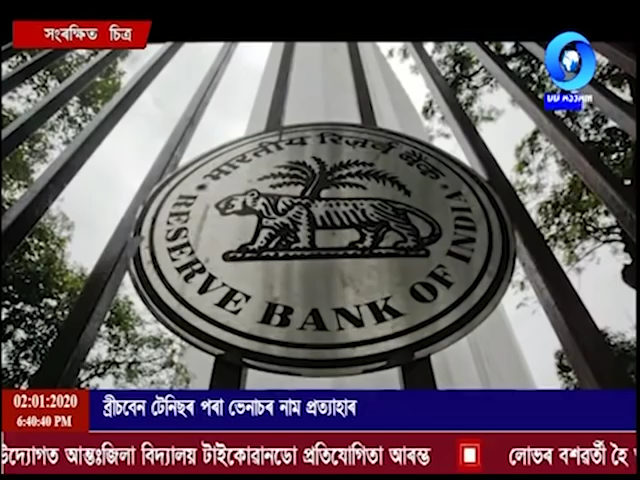 সংৰক্ষিত চিত্ৰ
DD ASSAM
भारतीय रिज़र्व बैंक
RESERVE BANK OF INDIA
02:01:2020
6:40:40 PM
ব্ৰীচবেন টেনিছৰ পৰা ভেনাচৰ নাম প্ৰত্যাহাৰ
উদ্যোগত আন্তঃজিলা বিদ্যালয় টাইকোৱানডো প্ৰতিযোগিতা আৰম্ভ
লোভৰ বশৱৰ্তী হৈ